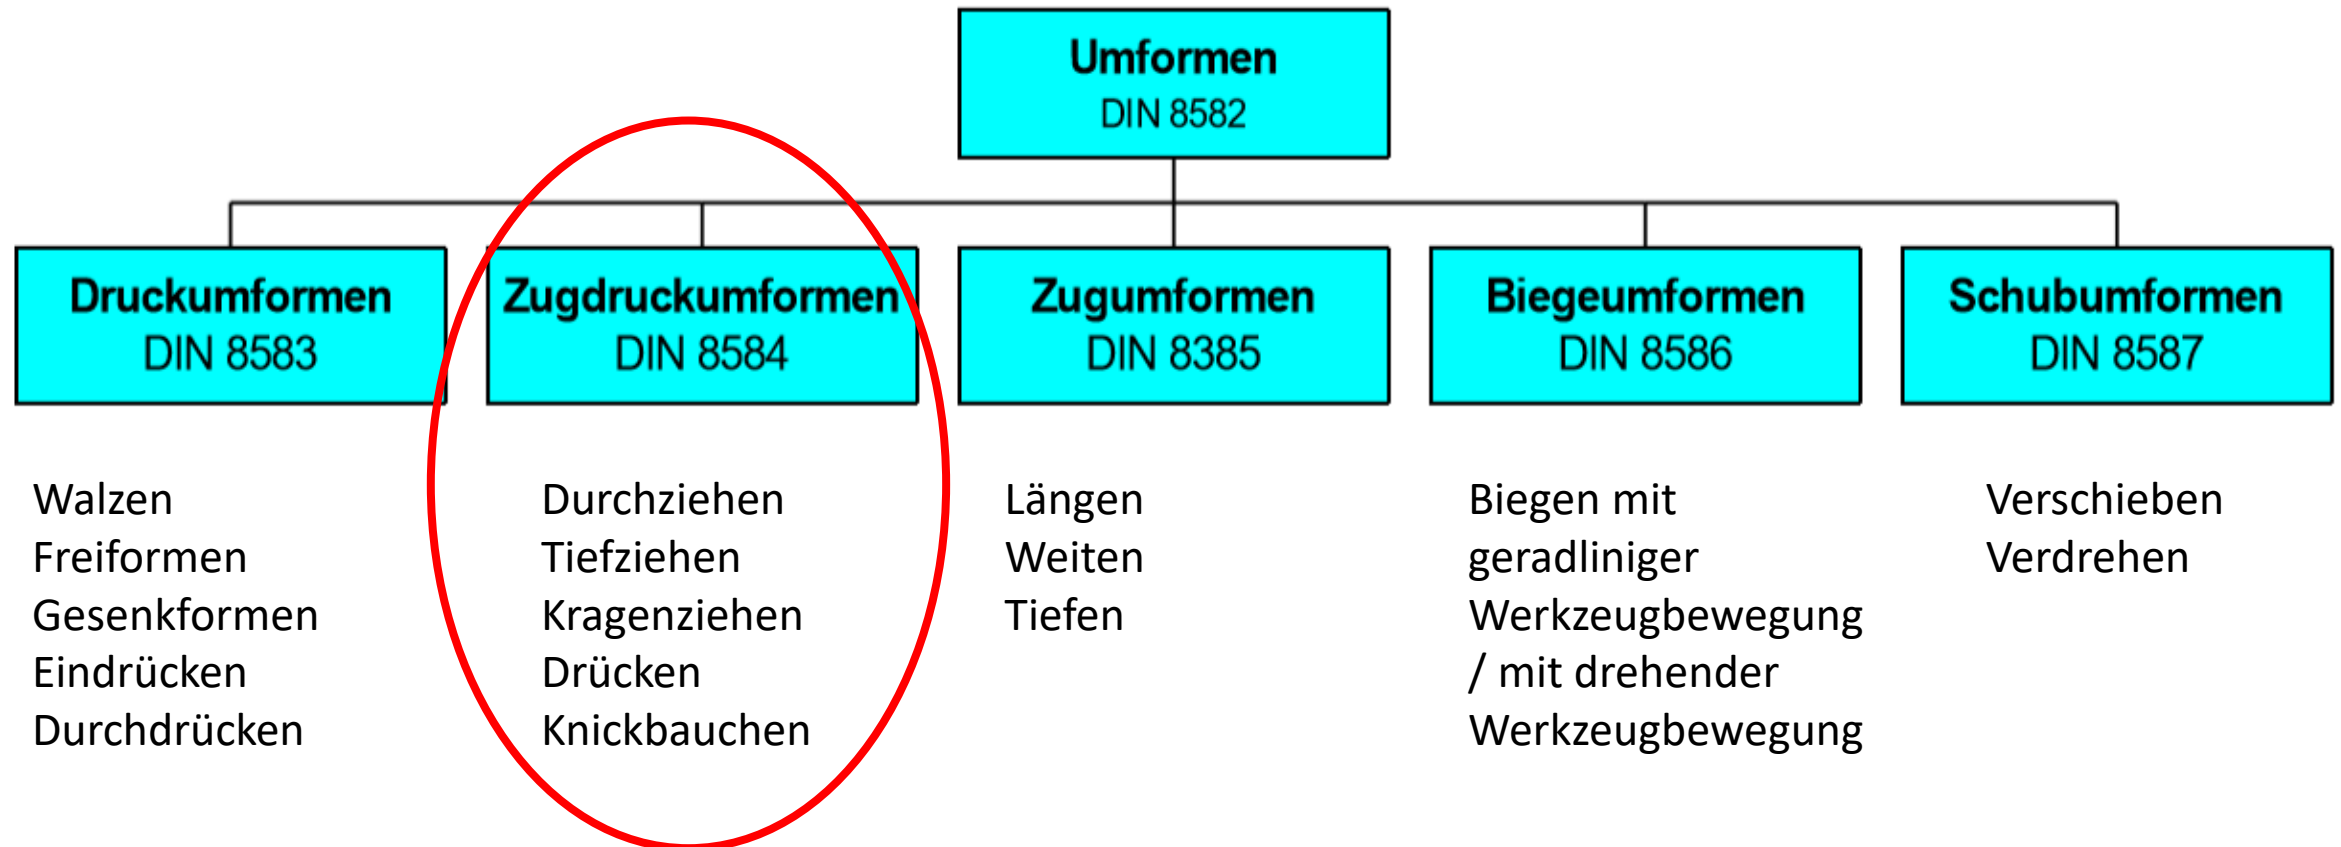 Umformen
DIN 8582
Druckumformen
DIN 8583
Zugdruckumformen
DIN 8584
Zugumformen
DIN 8385
Biegeumformen
DIN 8586
Schubumformen
DIN 8587
Walzen
Freiformen
Gesenkformen
Eindrücken
Durchdrücken
Durchziehen
Tiefziehen
Kragenziehen
Drücken
Knickbauchen
Längen
Weiten
Tiefen
Biegen mit
geradliniger
Werkzeugbewegung
/ mit drehender
Werkzeugbewegung
Verschieben
Verdrehen